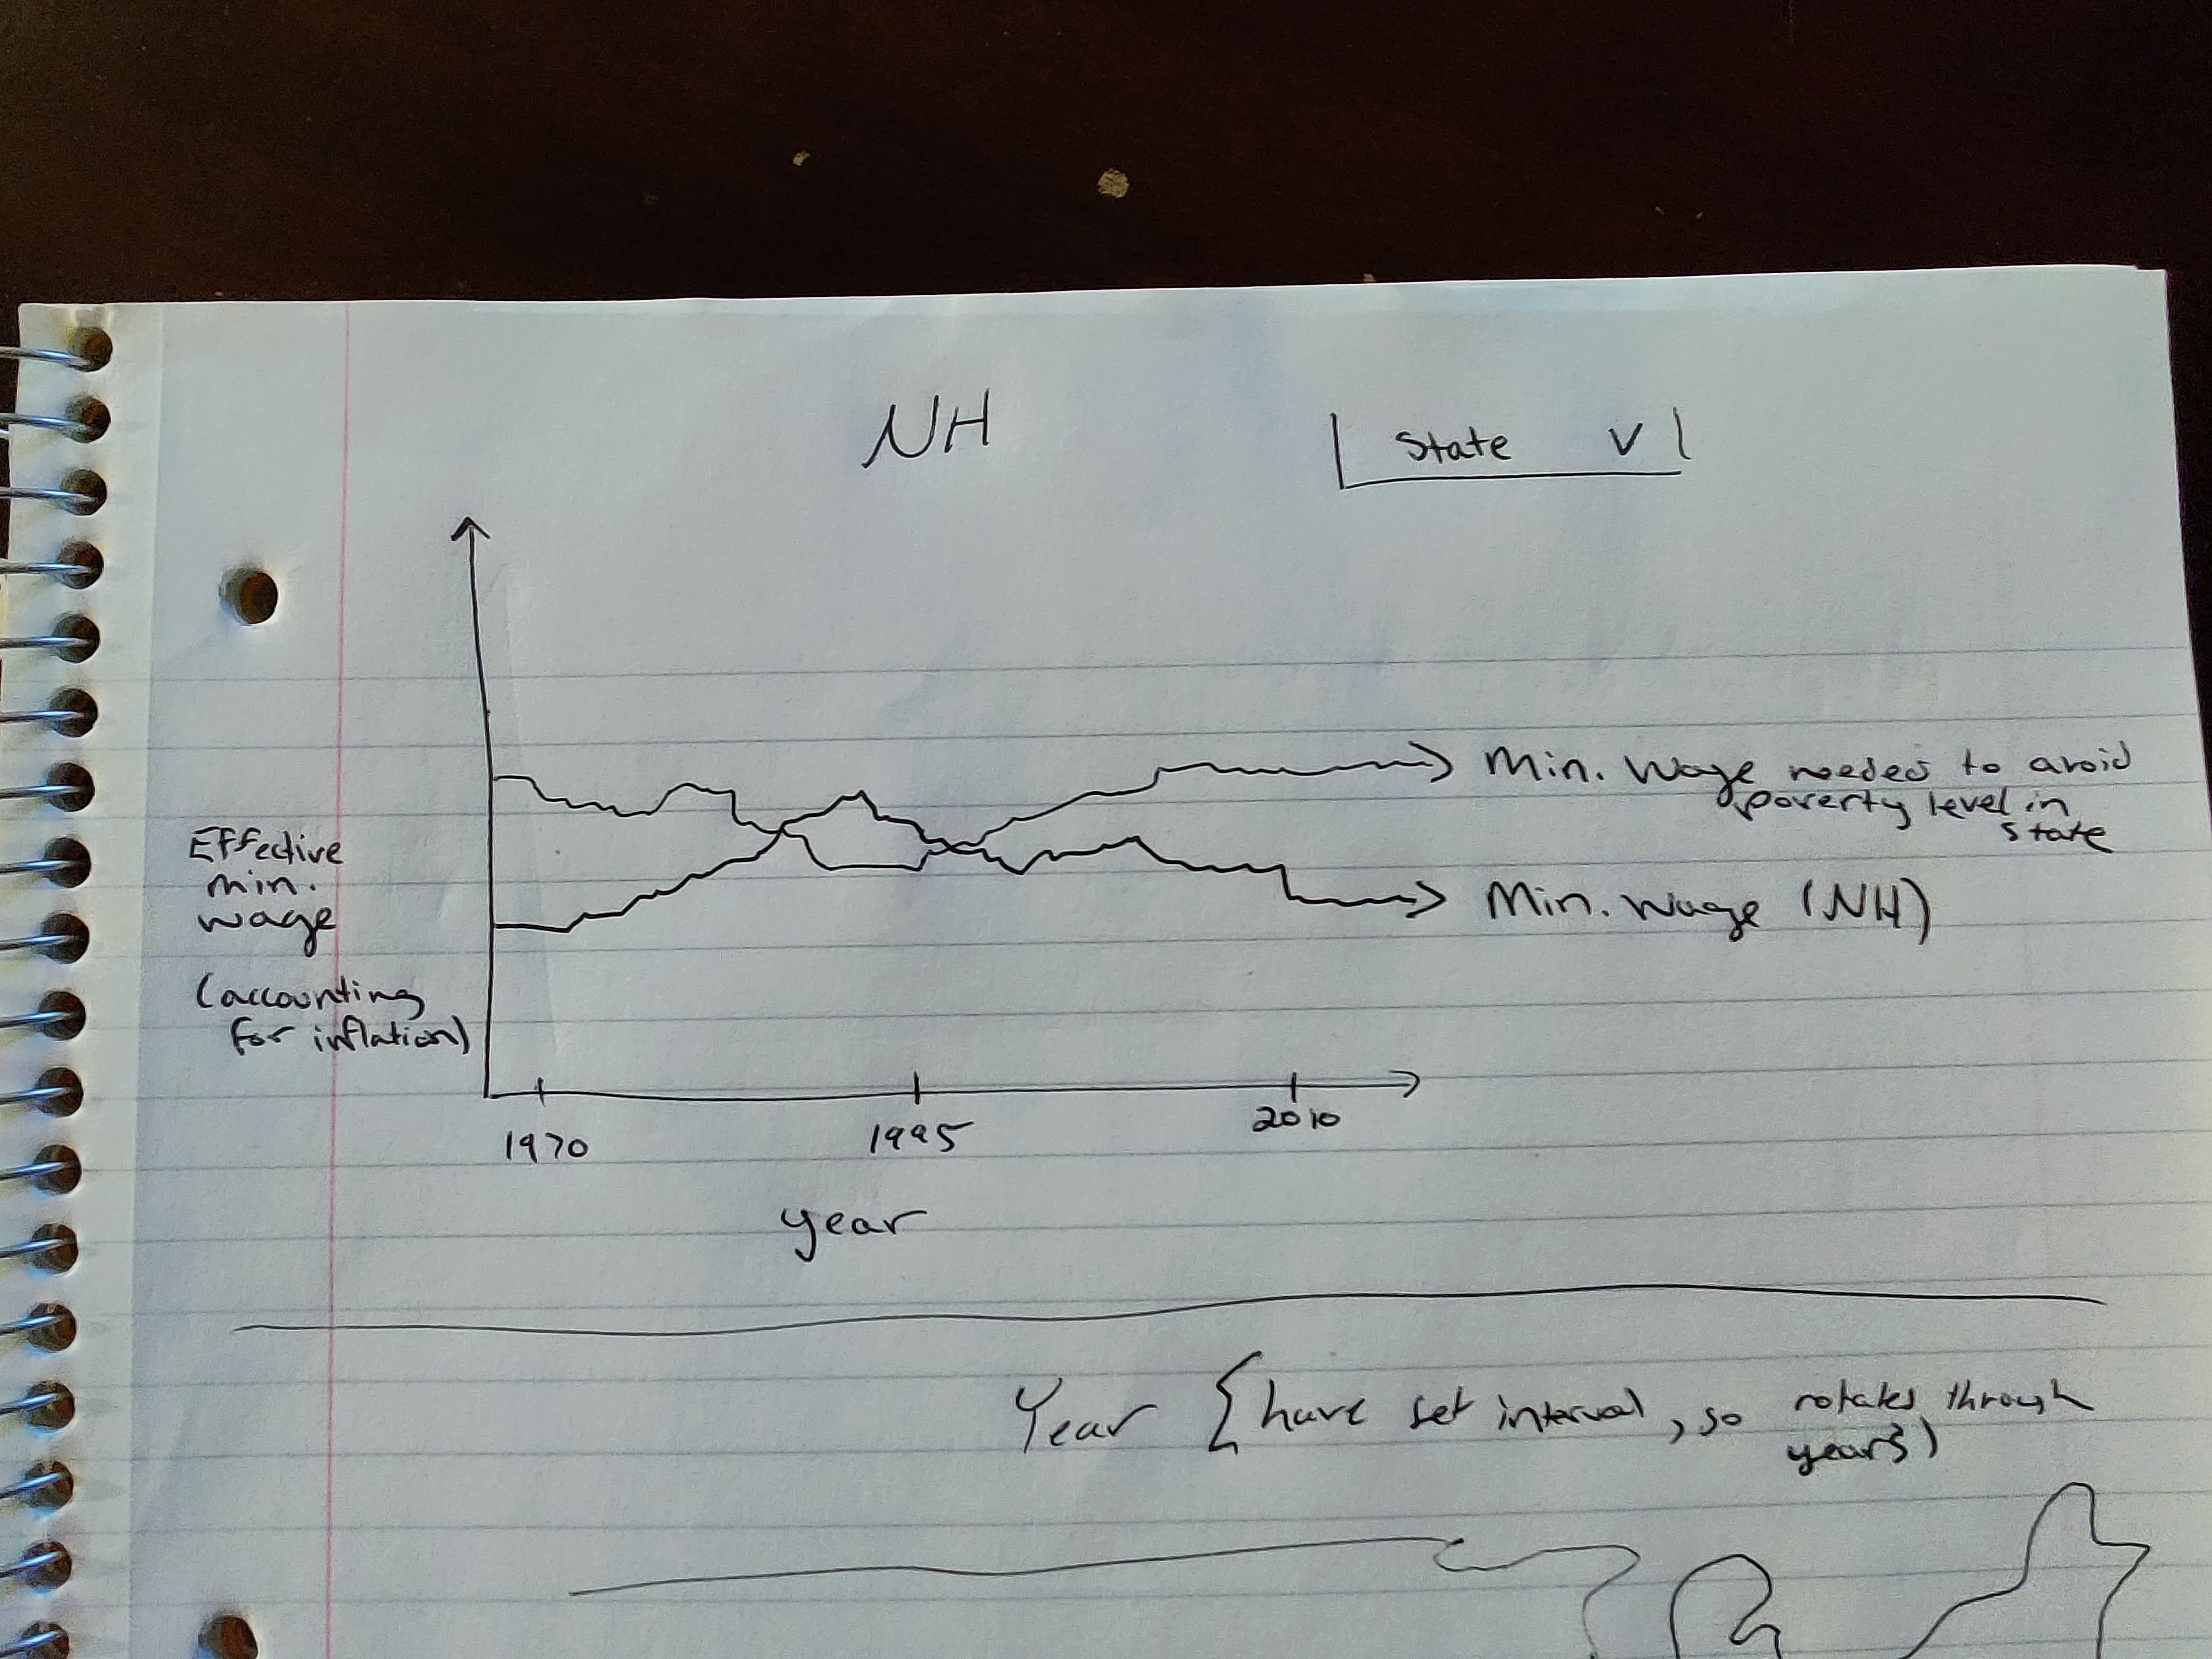 NH
State V
Min. Wage needed to avoid
poverty level in
state
Effective
min.
wage
(accounting
for inflation)
Min. Wage (NH)
1970 1995 2010
year
Year {have set interval, so rotates through
years})